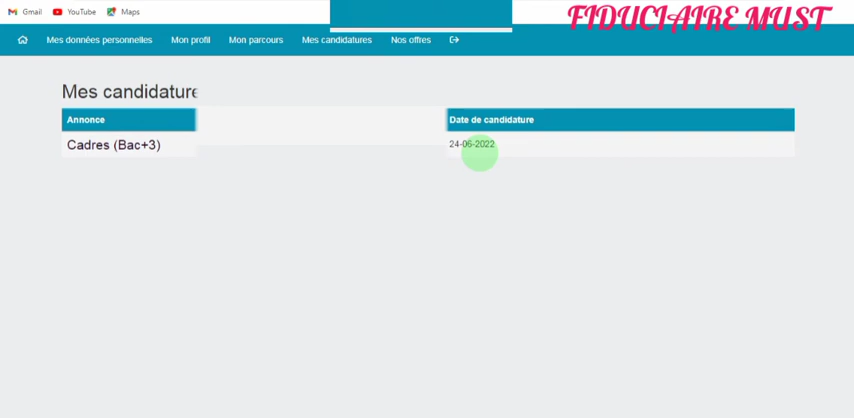 Gmail YouTube Maps
FIDUCIAIRE MUST
Mes données personnelles Mon profil Mon parcours Mes candidatures Nos offres
Mes candidature
Annonce Date de candidature
Cadres (Bac+3) 24-06-2022